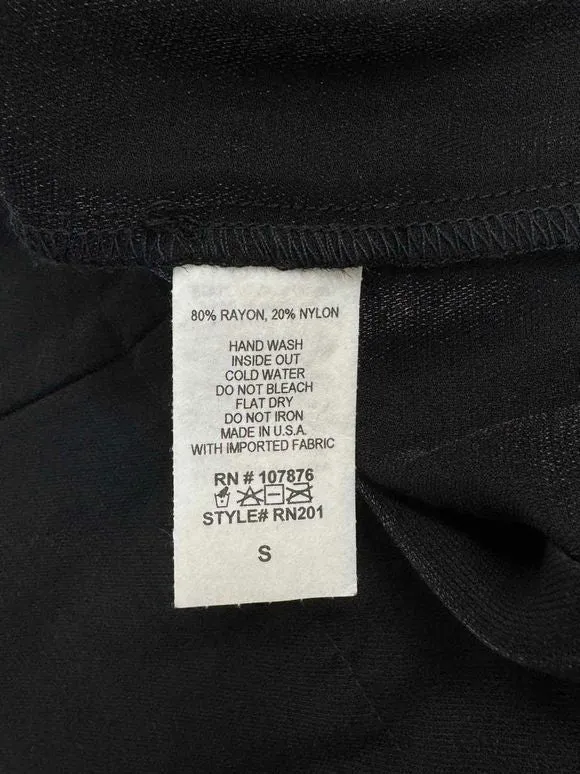 80% RAYON, 20% NYLON
HAND WASH
INSIDE OUT
COLD WATER
DO NOT BLEACH
FLAT DRY
DO NOT IRON
MADE IN U.S.A.
WITH IMPORTED FABRIC
RN # 107876
STYLE# RN201
S